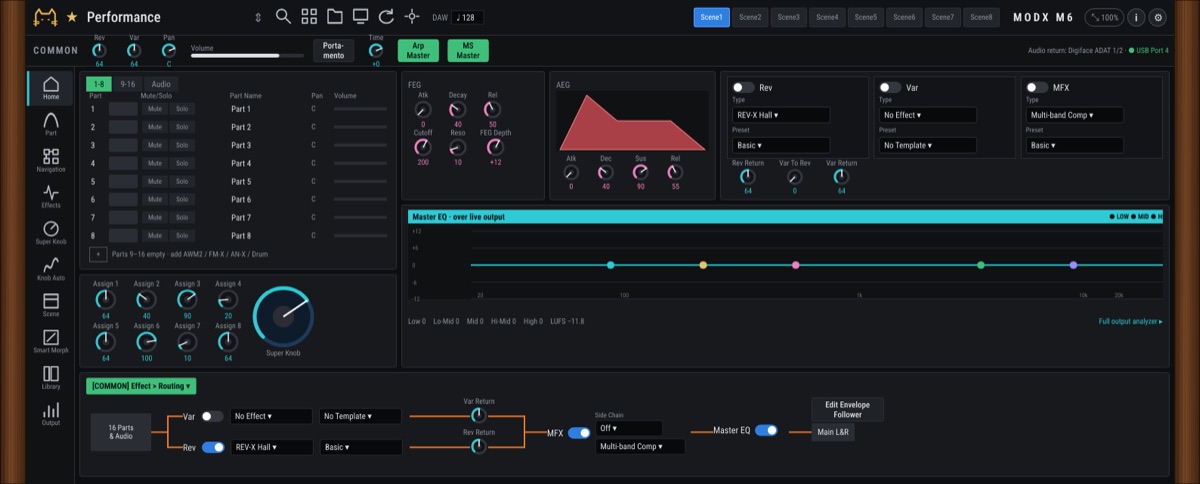 Performance
DAW ♩ 128
Scene1 Scene2 Scene3 Scene4 Scene5 Scene6 Scene7 Scene8
MODX M6
100%
COMMON
Rev 64
Var 64
Pan C
Volume
Porta-
mento
Time +0
Arp
Master
MS
Master
Audio return: Digiface ADAT 1/2 · ● USB Port 4
Home
Part
Navigation
Effects
Super Knob
Knob Auto
Scene
Smart Morph
Library
Output
1-8 9-16 Audio
Part Mute/Solo Part Name Pan Volume
1 Mute Solo Part 1 C
2 Mute Solo Part 2 C
3 Mute Solo Part 3 C
4 Mute Solo Part 4 C
5 Mute Solo Part 5 C
6 Mute Solo Part 6 C
7 Mute Solo Part 7 C
8 Mute Solo Part 8 C
+ Parts 9–16 empty · add AWM2 / FM-X / AN-X / Drum
FEG
Atk Decay Rel
0 40 50
Cutoff Reso FEG Depth
200 10 +12
AEG
Atk Dec Sus Rel
0 40 90 55
Rev
Type
REV-X Hall ▾
Preset
Basic ▾
Var
Type
No Effect ▾
Preset
No Template ▾
MFX
Type
Multi-band Comp ▾
Preset
Basic ▾
Rev Return Var To Rev Var Return
64 0 64
Master EQ · over live output
● LOW ● MID ● H
+12
+6
0
-6
-12
20 100 1k 10k 20k
Low 0 Lo-Mid 0 Mid 0 Hi-Mid 0 High 0 LUFS −11.8
Full output analyzer ▸
Assign 1 Assign 2 Assign 3 Assign 4
64 40 90 20
Assign 5 Assign 6 Assign 7 Assign 8
64 100 10 64
Super Knob
[COMMON] Effect > Routing ▾
16 Parts
& Audio
Var No Effect ▾ No Template ▾
Rev REV-X Hall ▾ Basic ▾
Var Return
Rev Return
MFX
Side Chain
Off ▾
Multi-band Comp ▾
Master EQ
Edit Envelope
Follower
Main L&R